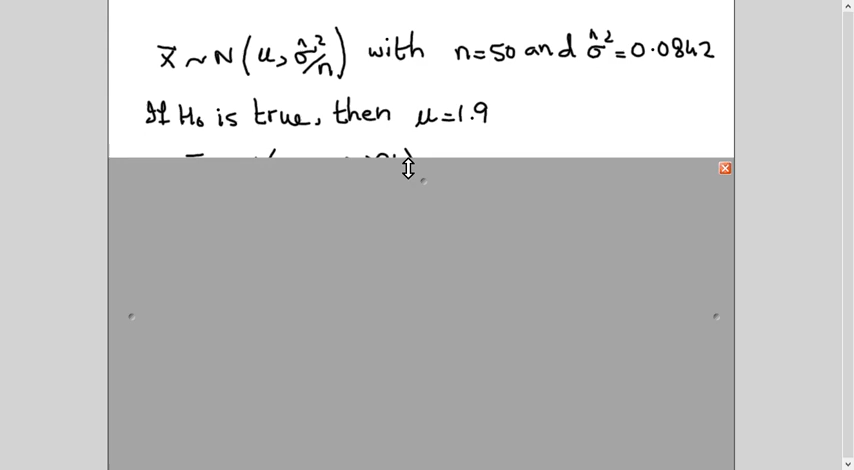 X̄ ~ N(μ, σ̂²/n) with n=50 and σ̂²=0.0842
If H₀ is true, then μ=1.9